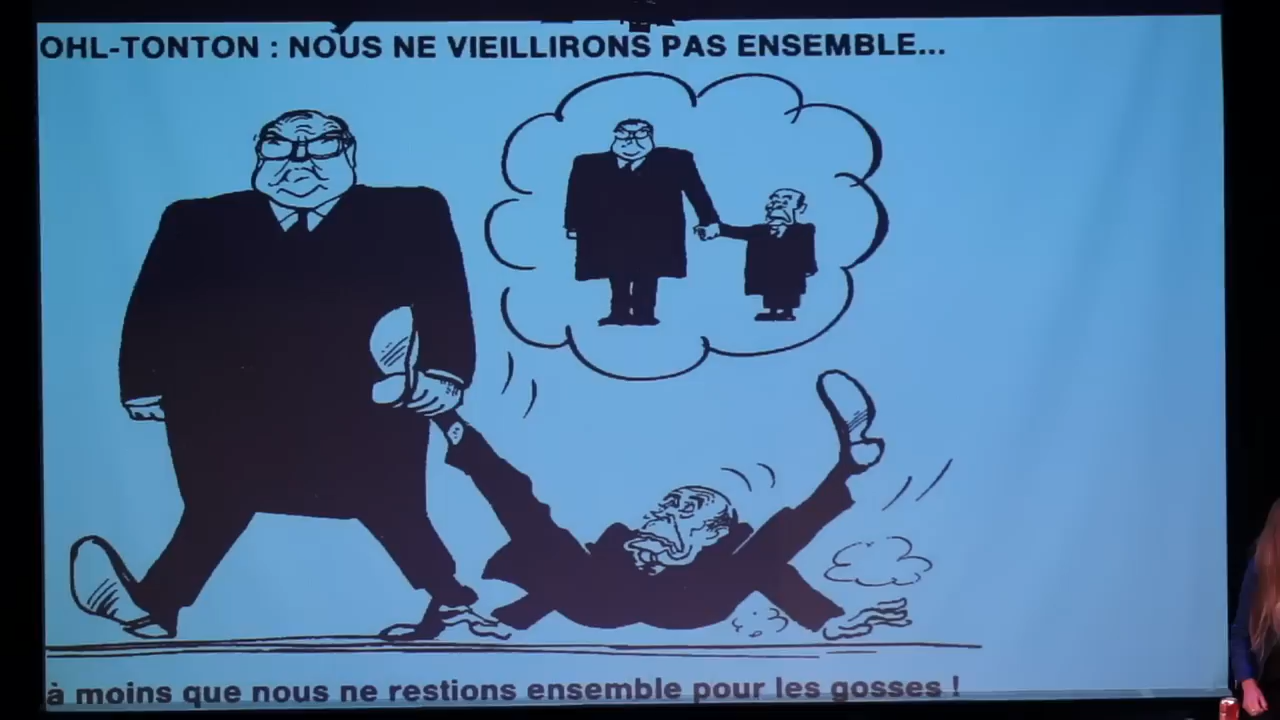 OHL-TONTON : NOUS NE VIEILLIRONS PAS ENSEMBLE...
à moins que nous ne restions ensemble pour les gosses !